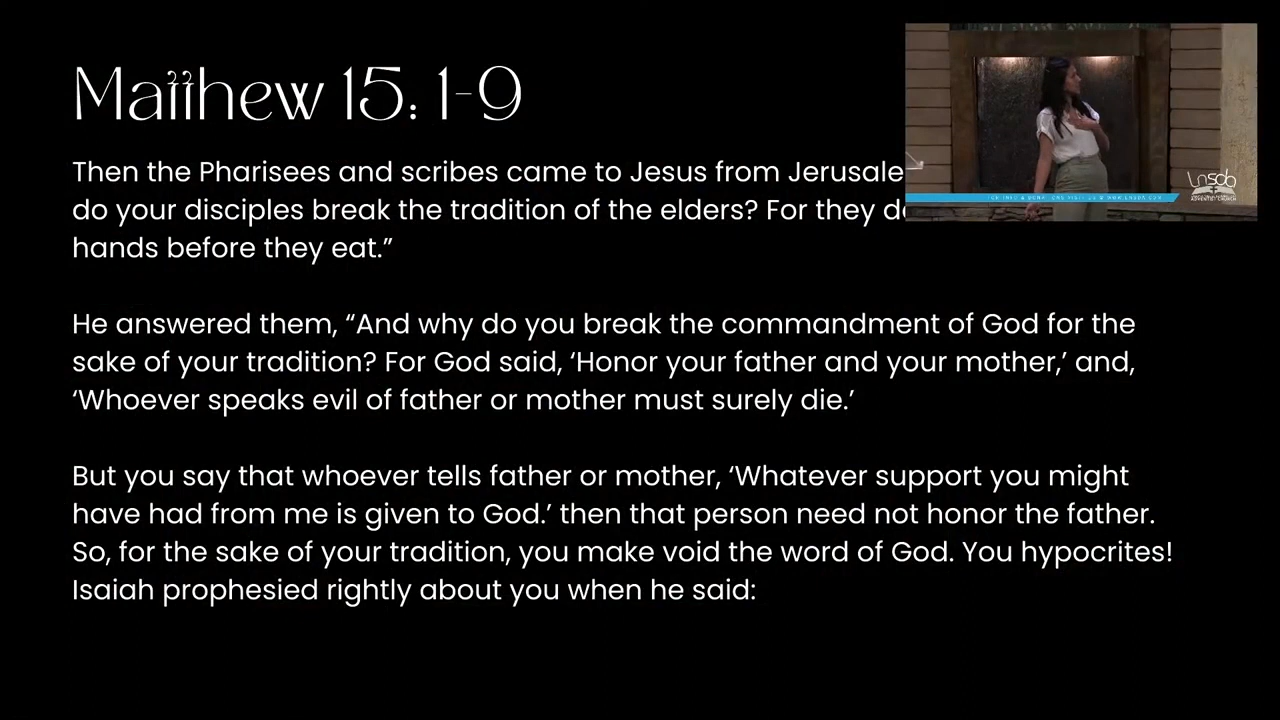 Matthew 15: 1-9
Then the Pharisees and scribes came to Jesus from
do your disciples break the tradition of the elders? For they
hands before they eat.”
He answered them, “And why do you break the commandment of God for the
sake of your tradition? For God said, ‘Honor your father and your mother,’ and,
‘Whoever speaks evil of father or mother must surely die.’
But you say that whoever tells father or mother, ‘Whatever support you might
have had from me is given to God.’ then that person need not honor the father.
So, for the sake of your tradition, you make void the word of God. You hypocrites!
Isaiah prophesied rightly about you when he said: